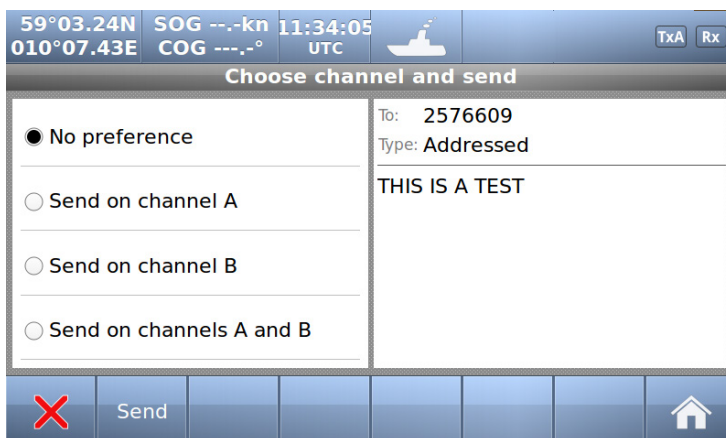 59°03.24N SOG --.-kn 11:34:05
010°07.43E COG ---.-° UTC
TxA Rx
Choose channel and send
No preference
Send on channel A
Send on channel B
Send on channels A and B
To: 2576609
Type: Addressed
THIS IS A TEST
Send